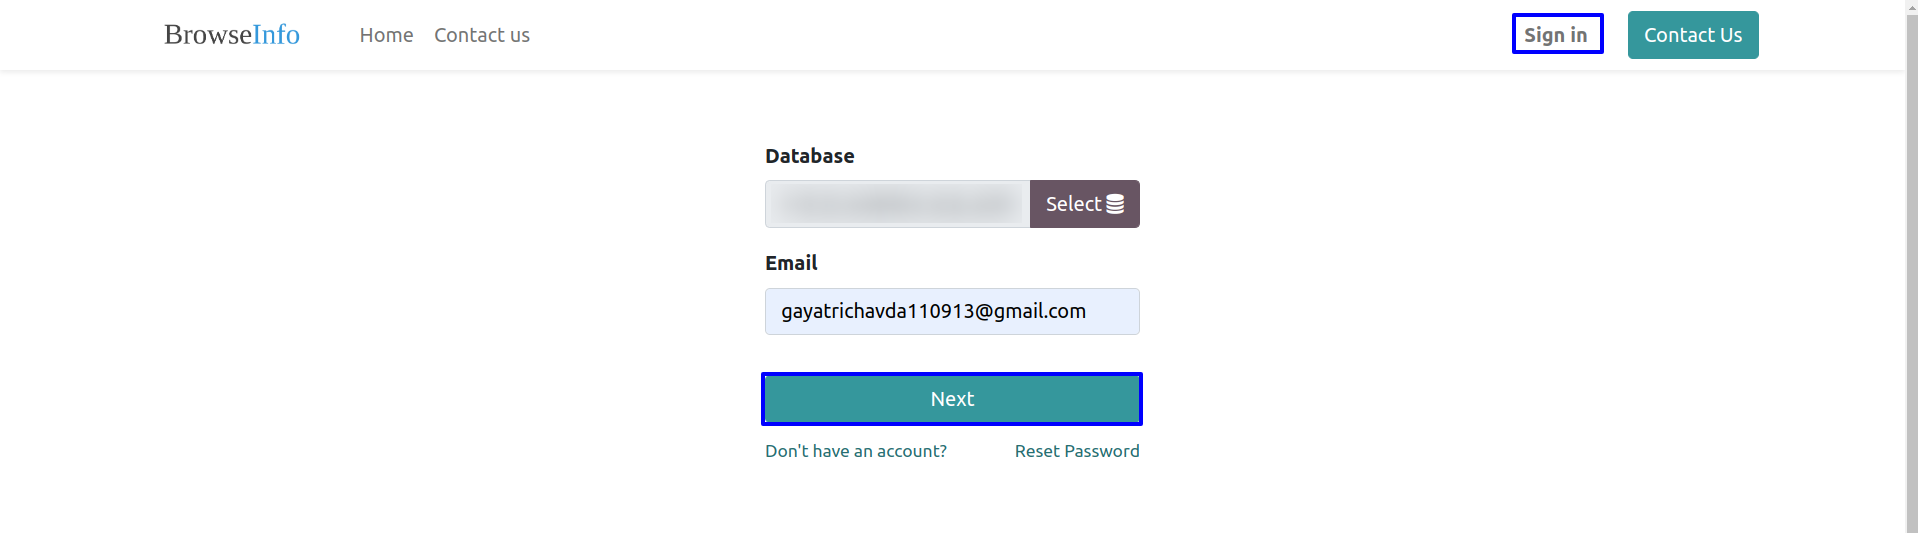 BrowseInfo Home Contact us Sign in Contact Us
Database
Select
Email
gayatrichavda110913@gmail.com
Next
Don't have an account? Reset Password